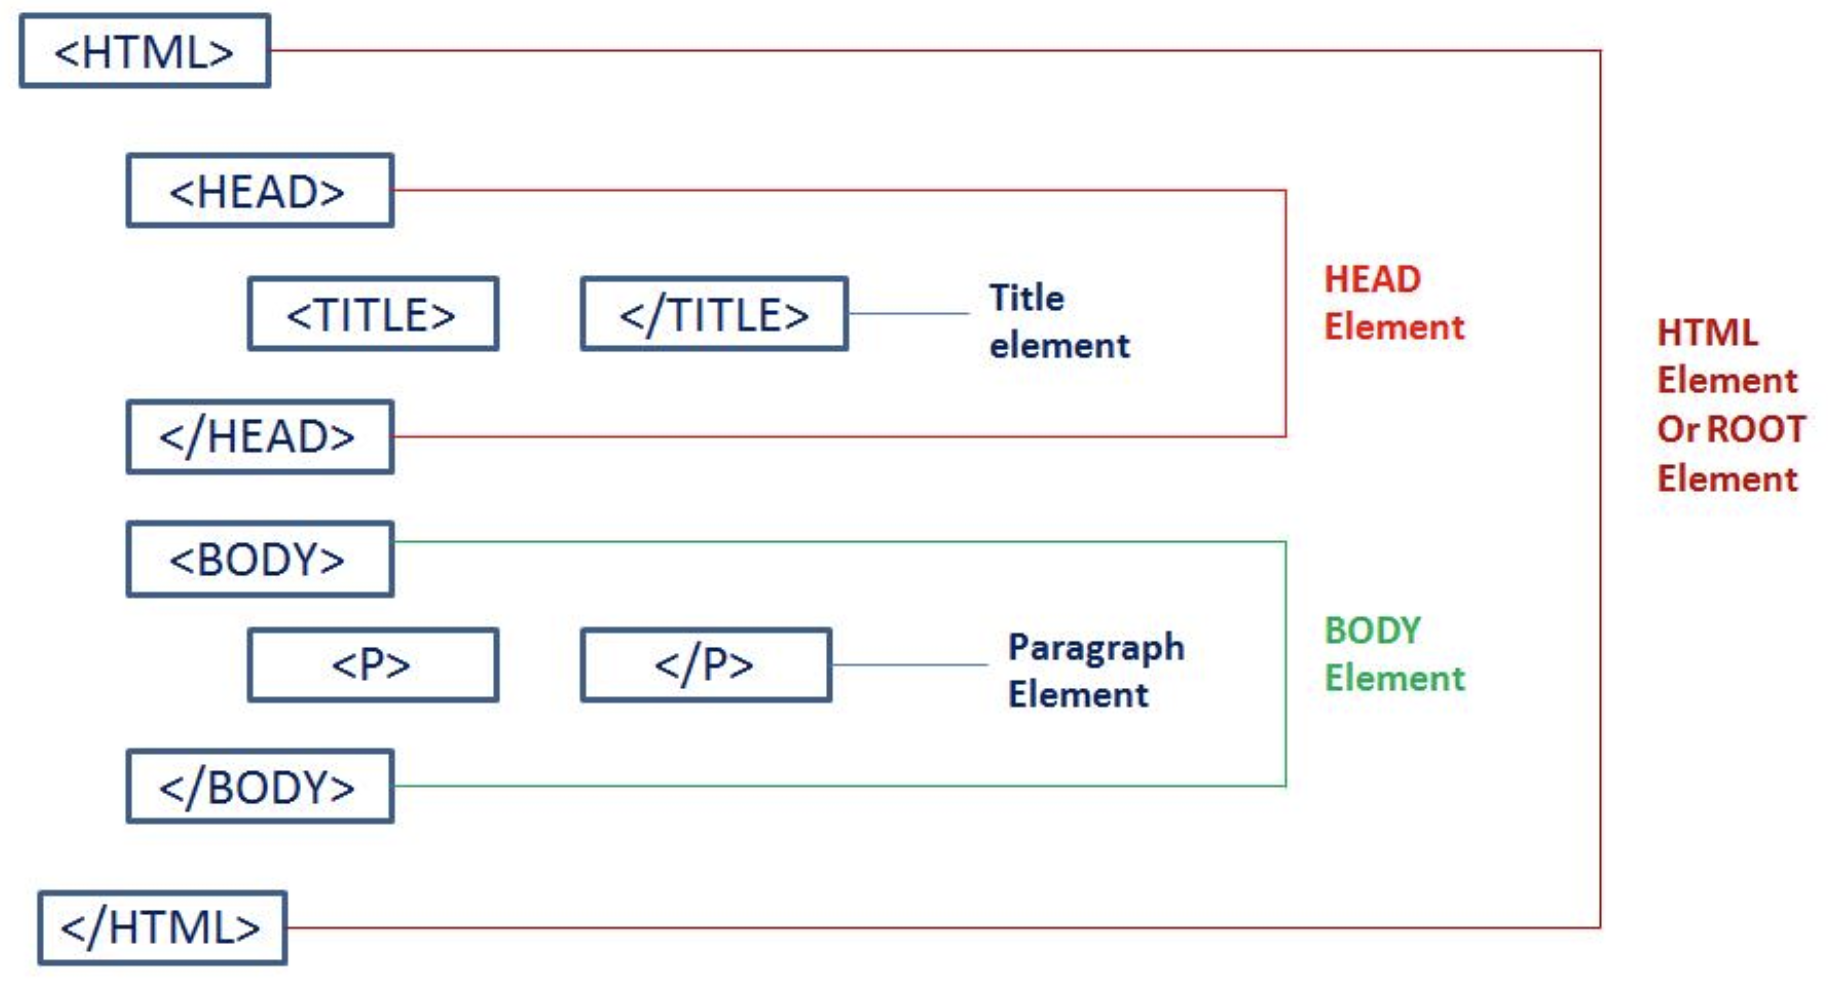 <HTML>
<HEAD>
<TITLE> </TITLE>
Title
element
</HEAD>
HEAD
Element
<BODY>
<P> </P>
Paragraph
Element
</BODY>
BODY
Element
</HTML>
HTML
Element
Or ROOT
Element